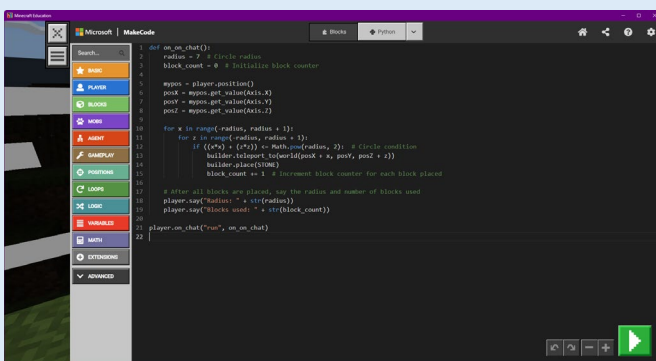 Minecraft Education
Microsoft | MakeCode
Blocks
Python
Search...
BASIC
PLAYER
BLOCKS
MOBS
AGENT
GAMEPLAY
POSITIONS
LOOPS
LOGIC
VARIABLES
MATH
EXTENSIONS
ADVANCED
1 def on_on_chat():
2     radius = 7  # Circle radius
3     block_count = 0  # Initialize block counter
4
5     mypos = player.position()
6     posX = mypos.get_value(Axis.X)
7     posY = mypos.get_value(Axis.Y)
8     posZ = mypos.get_value(Axis.Z)
9
10     for x in range(-radius, radius + 1):
11         for z in range(-radius, radius + 1):
12             if ((x*x) + (z*z)) <= Math.pow(radius, 2):  # Circle condition
13                 builder.teleport_to(world(posX + x, posY, posZ + z))
14                 builder.place(STONE)
15                 block_count += 1  # Increment block counter for each block placed
16
17     # After all blocks are placed, say the radius and number of blocks used
18     player.say("Radius: " + str(radius))
19     player.say("Blocks used: " + str(block_count))
20
21 player.on_chat("run", on_on_chat)
22